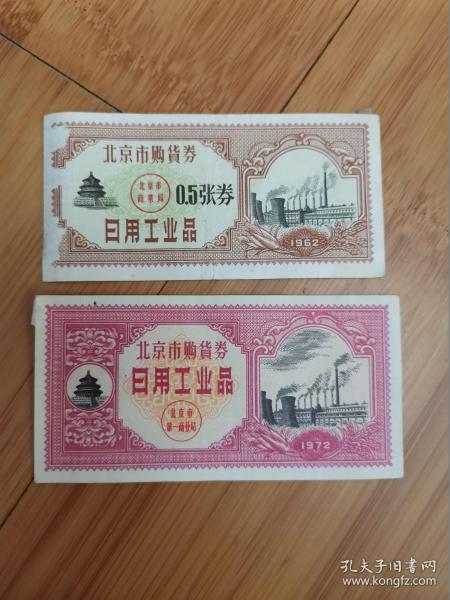 北京市购货券
北京市
商业局
0.5张券
日用工业品
1962
北京市购货券
日用工业品
北京市
第一商业局
1972
孔夫子旧书网
www.kongfz.com